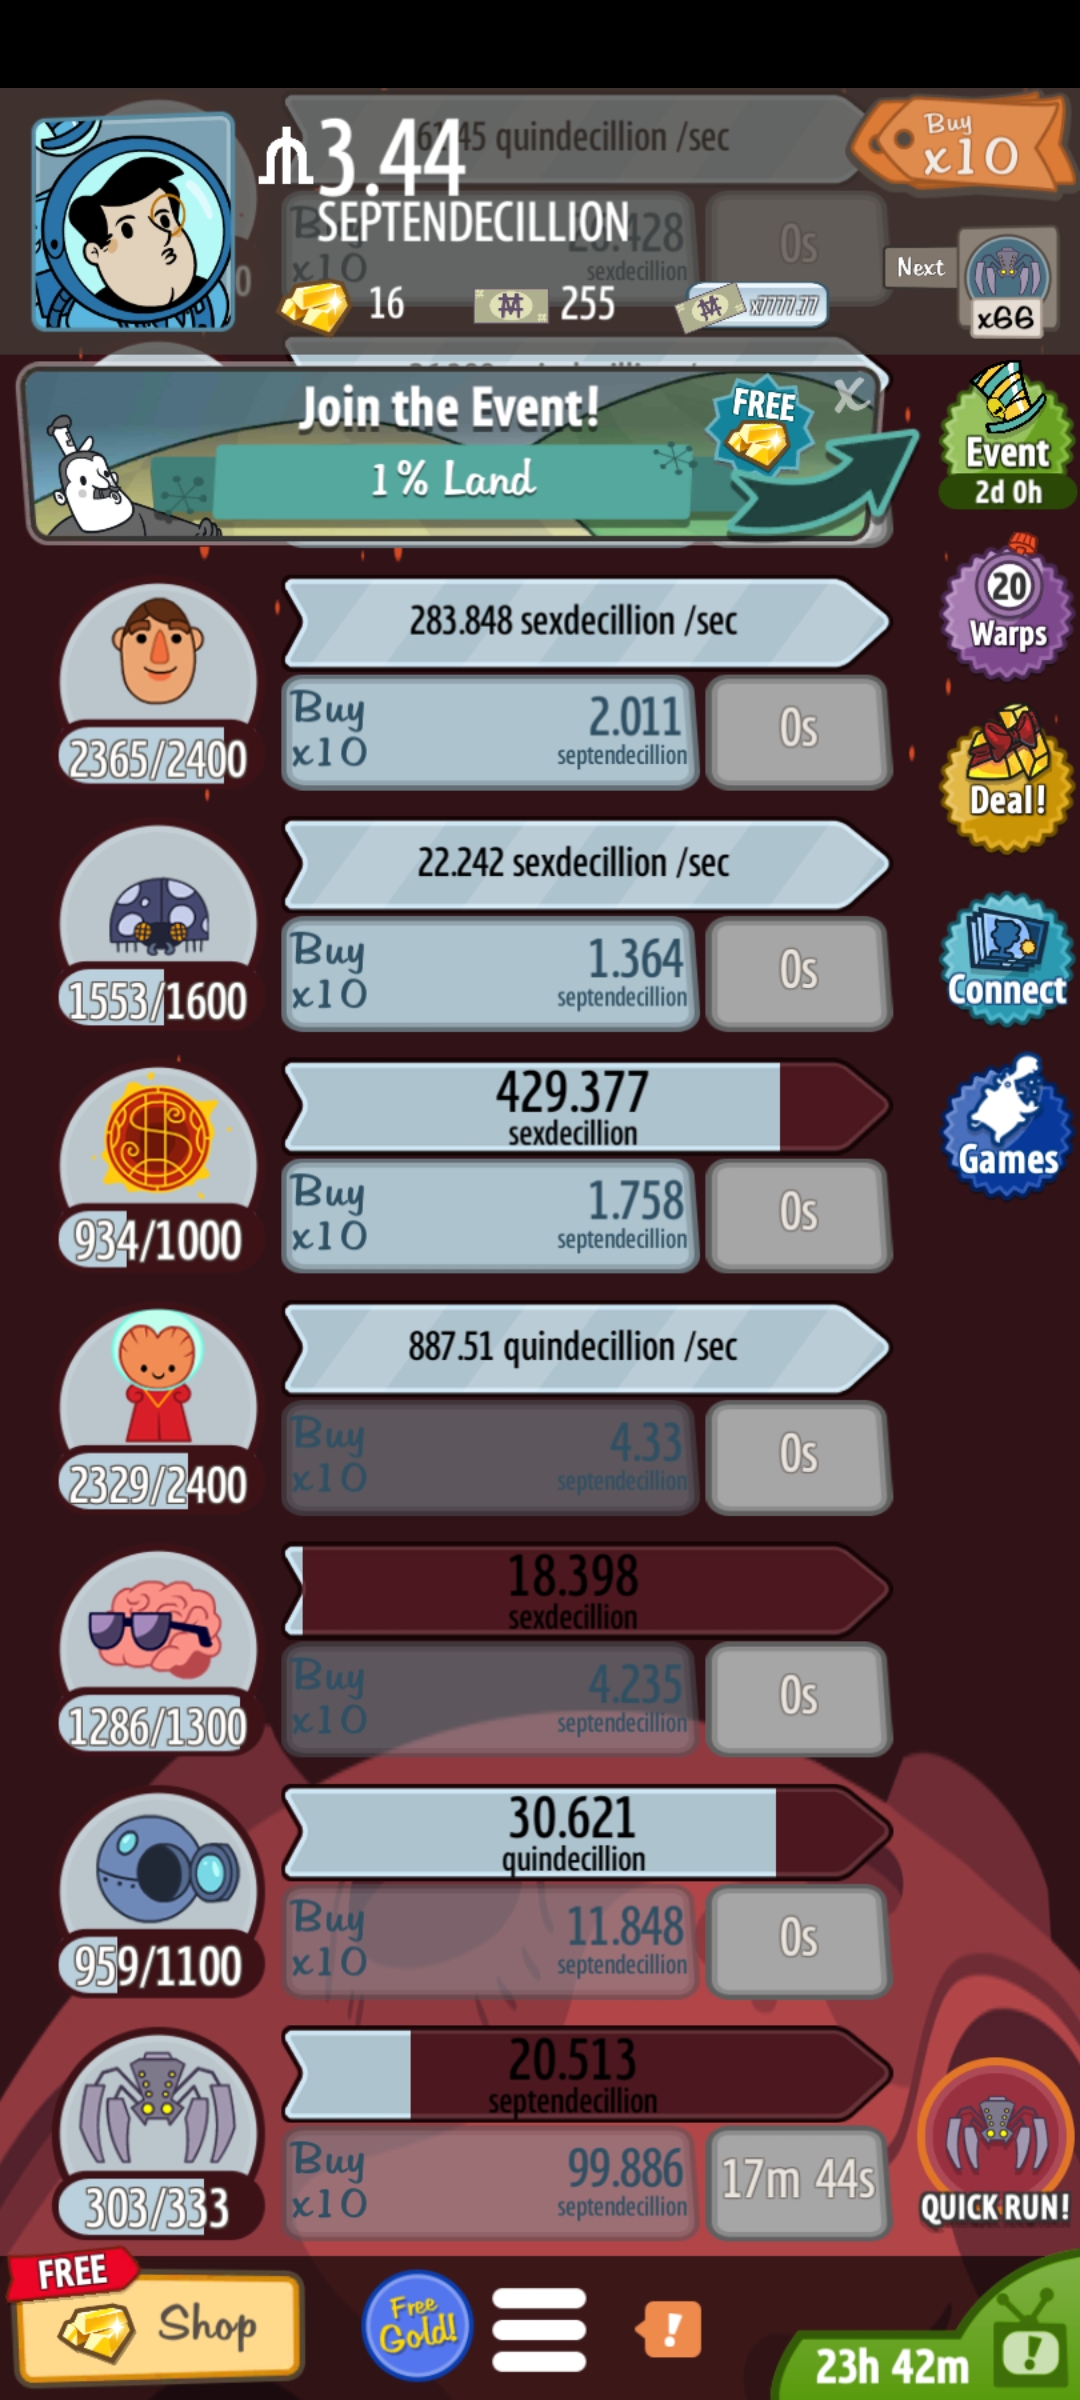 quindecillion /sec
3.44
SEPTENDECILLION
Buy
x10
Buy
x10
sexdecillion
0s
Next
x66
16
255
x7777.77
Join the Event!
1% Land
FREE
X
Event
2d 0h
283.848 sexdecillion /sec
Buy
x10
2.011
septendecillion
0s
2365/2400
20
Warps
Deal!
22.242 sexdecillion /sec
Buy
x10
1.364
septendecillion
0s
1553/1600
Connect
429.377
sexdecillion
Buy
x10
1.758
septendecillion
0s
934/1000
Games
887.51 quindecillion /sec
Buy
x10
4.33
septendecillion
0s
2329/2400
18.398
sexdecillion
Buy
x10
4.235
septendecillion
0s
1286/1300
30.621
quindecillion
Buy
x10
11.848
septendecillion
0s
959/1100
20.513
septendecillion
Buy
x10
99.886
septendecillion
17m 44s
303/333
QUICK RUN!
FREE
Shop
Free
Gold!
!
23h 42m
!